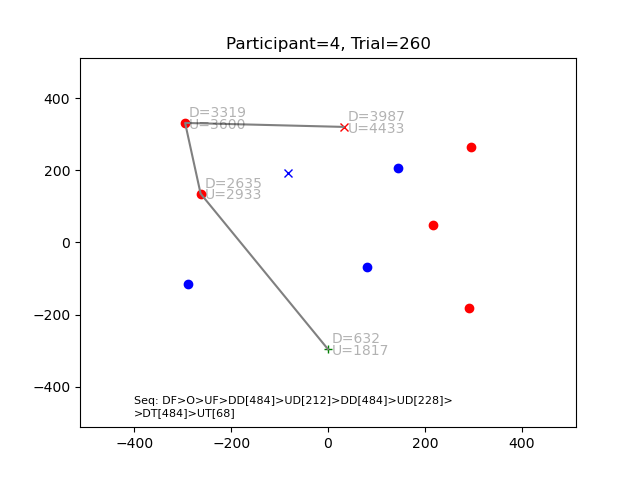 Participant=4, Trial=260
400
200
0
−200
−400
D=3319
U=3600
D=3987
U=4433
D=2635
U=2933
D=632
U=1817
Seq: DF>O>UF>DD[484]>UD[212]>DD[484]>UD[228]>
>DT[484]>UT[68]
−400
−200
0
200
400